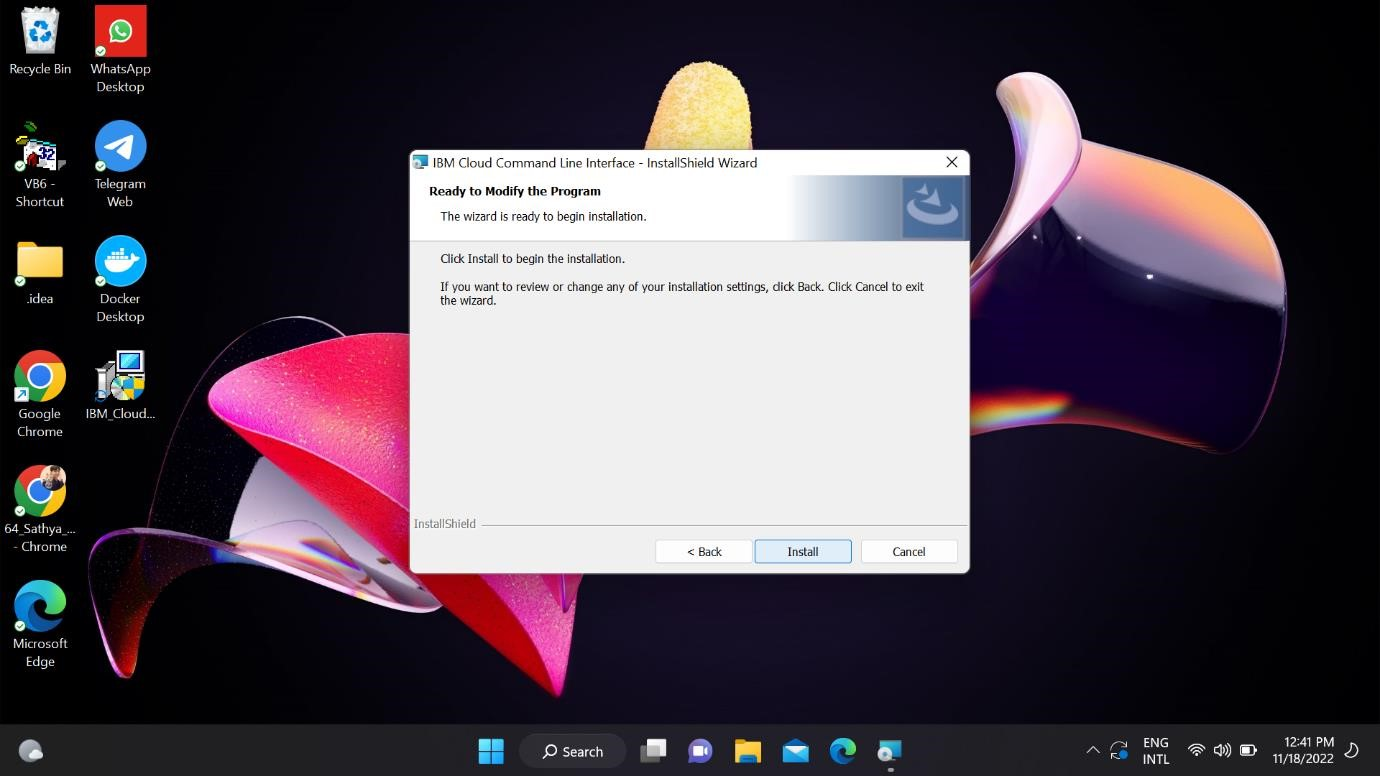 Recycle Bin
WhatsApp
Desktop
VB6 -
Shortcut
32
Telegram
Web
.idea
Docker
Desktop
Google
Chrome
IBM_Cloud...
64_Sathya_...
- Chrome
Microsoft
Edge
IBM Cloud Command Line Interface - InstallShield Wizard
Ready to Modify the Program
The wizard is ready to begin installation.
Click Install to begin the installation.
If you want to review or change any of your installation settings, click Back. Click Cancel to exit
the wizard.
InstallShield
< Back
Install
Cancel
Search
ENG
INTL
12:41 PM
11/18/2022